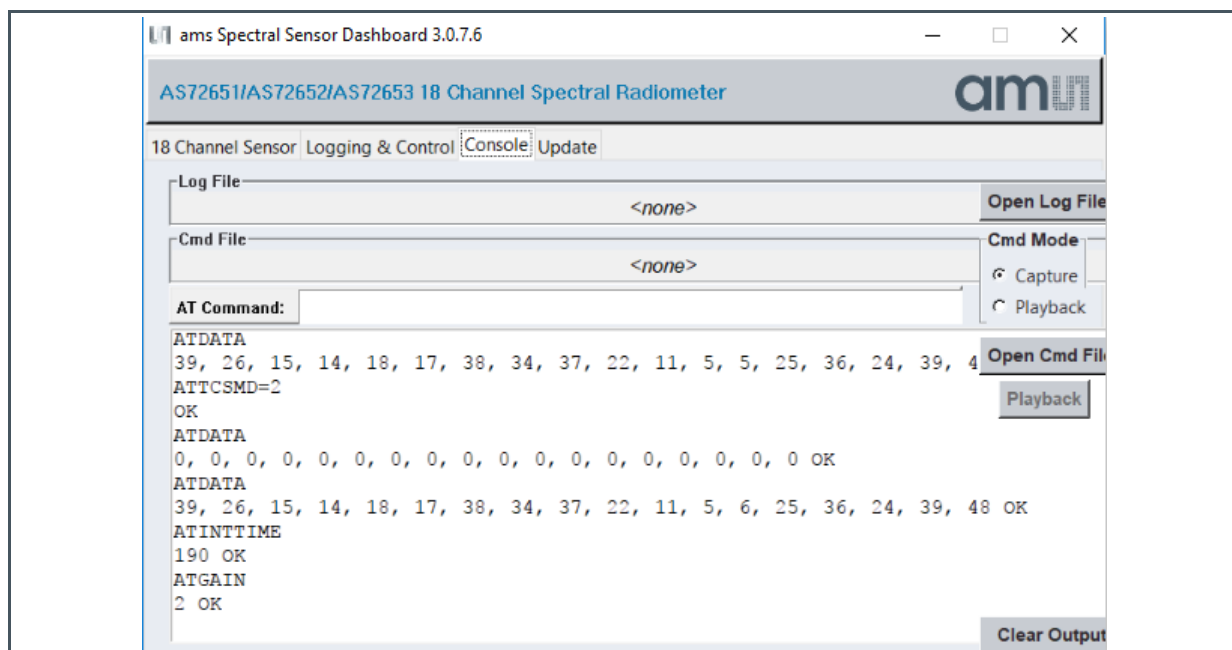 ams Spectral Sensor Dashboard 3.0.7.6
AS72651/AS72652/AS72653 18 Channel Spectral Radiometer
am
18 Channel Sensor Logging & Control Console Update
Log File
<none>
Open Log File
Cmd File
<none>
Cmd Mode
Capture
Playback
AT Command:
ATDATA
39, 26, 15, 14, 18, 17, 38, 34, 37, 22, 11, 5, 5, 25, 36, 24, 39, 4
Open Cmd Fil
Playback
ATTCSMD=2
OK
ATDATA
0, 0, 0, 0, 0, 0, 0, 0, 0, 0, 0, 0, 0, 0, 0, 0, 0, 0 OK
ATDATA
39, 26, 15, 14, 18, 17, 38, 34, 37, 22, 11, 5, 6, 25, 36, 24, 39, 48 OK
ATINTTIME
190 OK
ATGAIN
2 OK
Clear Output